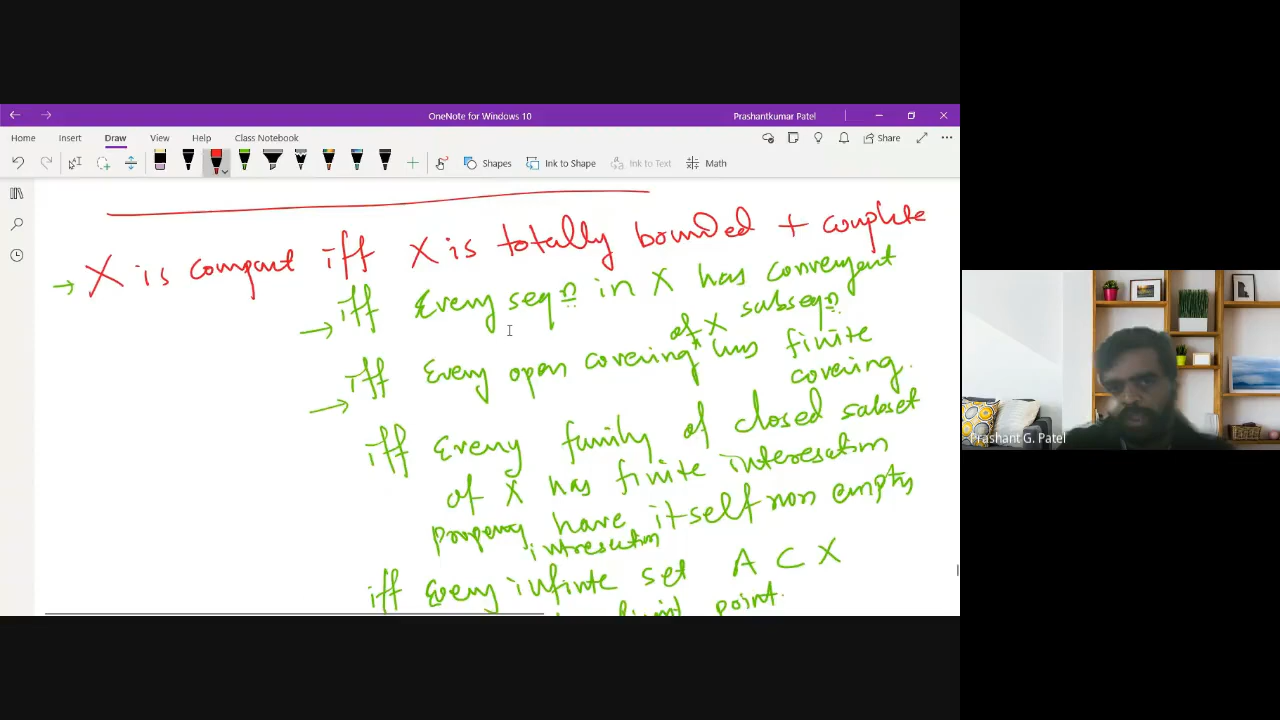 OneNote for Windows 10
Prashantkumar Patel
Home Insert Draw View Help Class Notebook
Share
Shapes Ink to Shape Ink to Text Math
X is compact iff X is totally bounded + complete
iff Every seqn in X has convergent
subseqn.
iff Every open covering of X has finite
covering.
iff Every family of closed subset
of X has finite intersection
property have itself non empty
intresection
iff Every infinte set A ⊂ X
limit point.
Prashant G. Patel